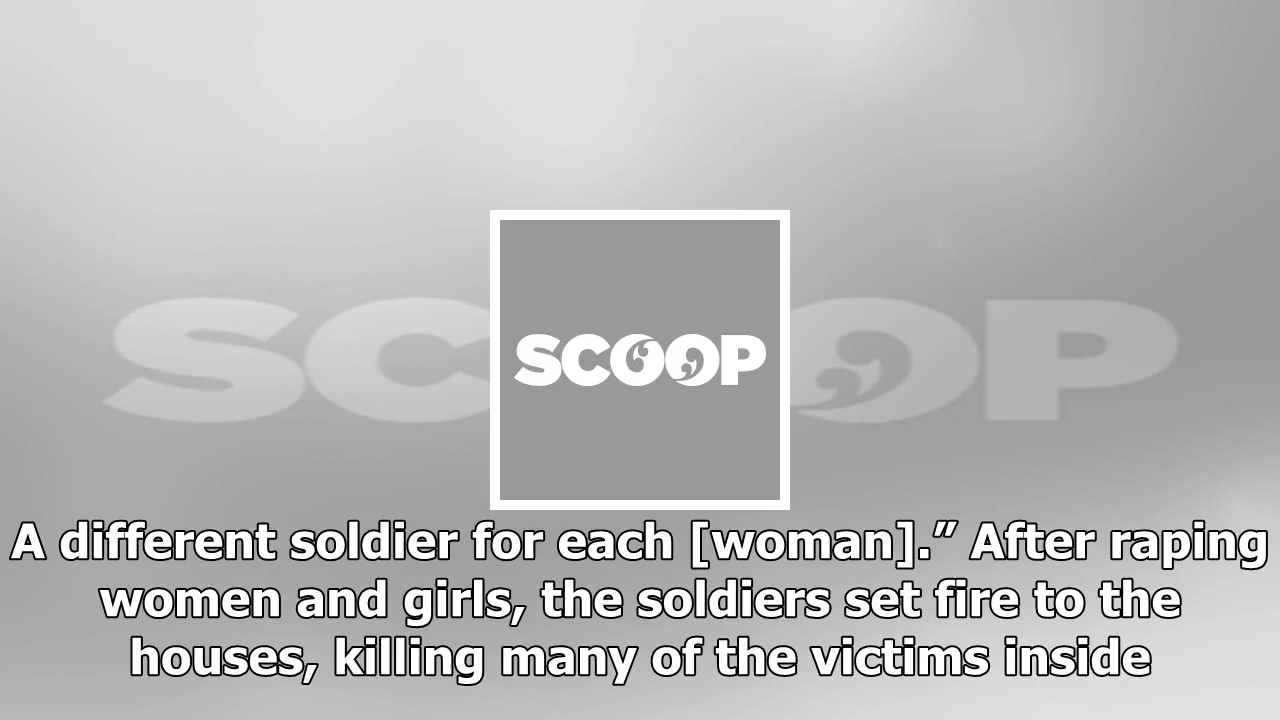 SCOOP
SCOOP
A different soldier for each [woman].” After raping
women and girls, the soldiers set fire to the
houses, killing many of the victims inside